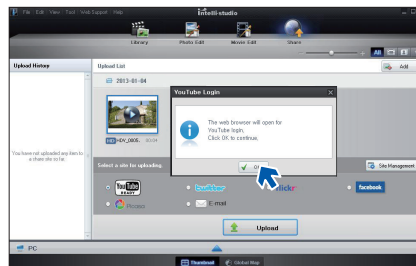 File Edit View Tool Web Support Help
Intelli-studio
Library Photo Edit Movie Edit Share
All
Upload History
Upload List
Add
2013-01-04
YouTube Login
The web browser will open for
YouTube login.
Click OK to continue.
OK
HD HDV_0005.
You have not uploaded any item to
a share site so far.
Select a site for uploading.
Site Management
YouTube
READY
twitter
flickr
facebook
Picasa
E-mail
Upload
PC
Thumbnail
Global Map